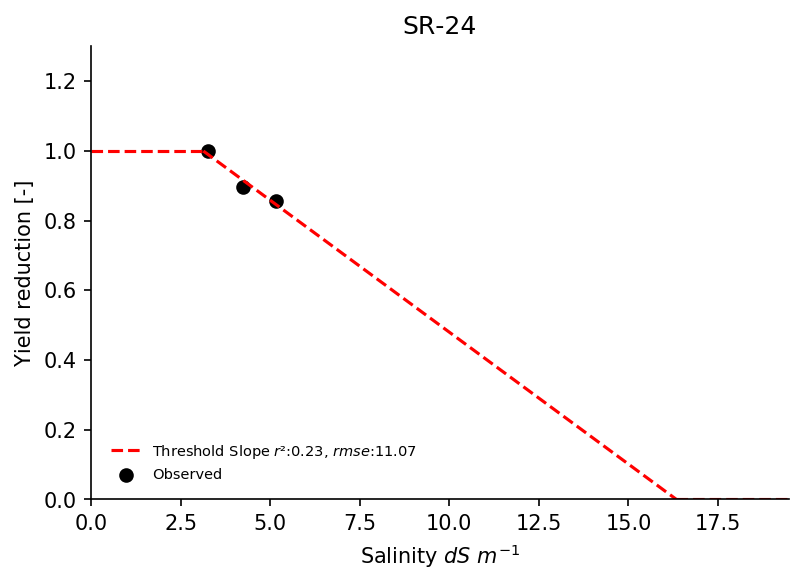 SR-24
Yield reduction [-]
1.2
1.0
0.8
0.6
0.4
0.2
0.0
Threshold Slope r²:0.23, rmse:11.07
Observed
0.0 2.5 5.0 7.5 10.0 12.5 15.0 17.5
Salinity dS m⁻¹